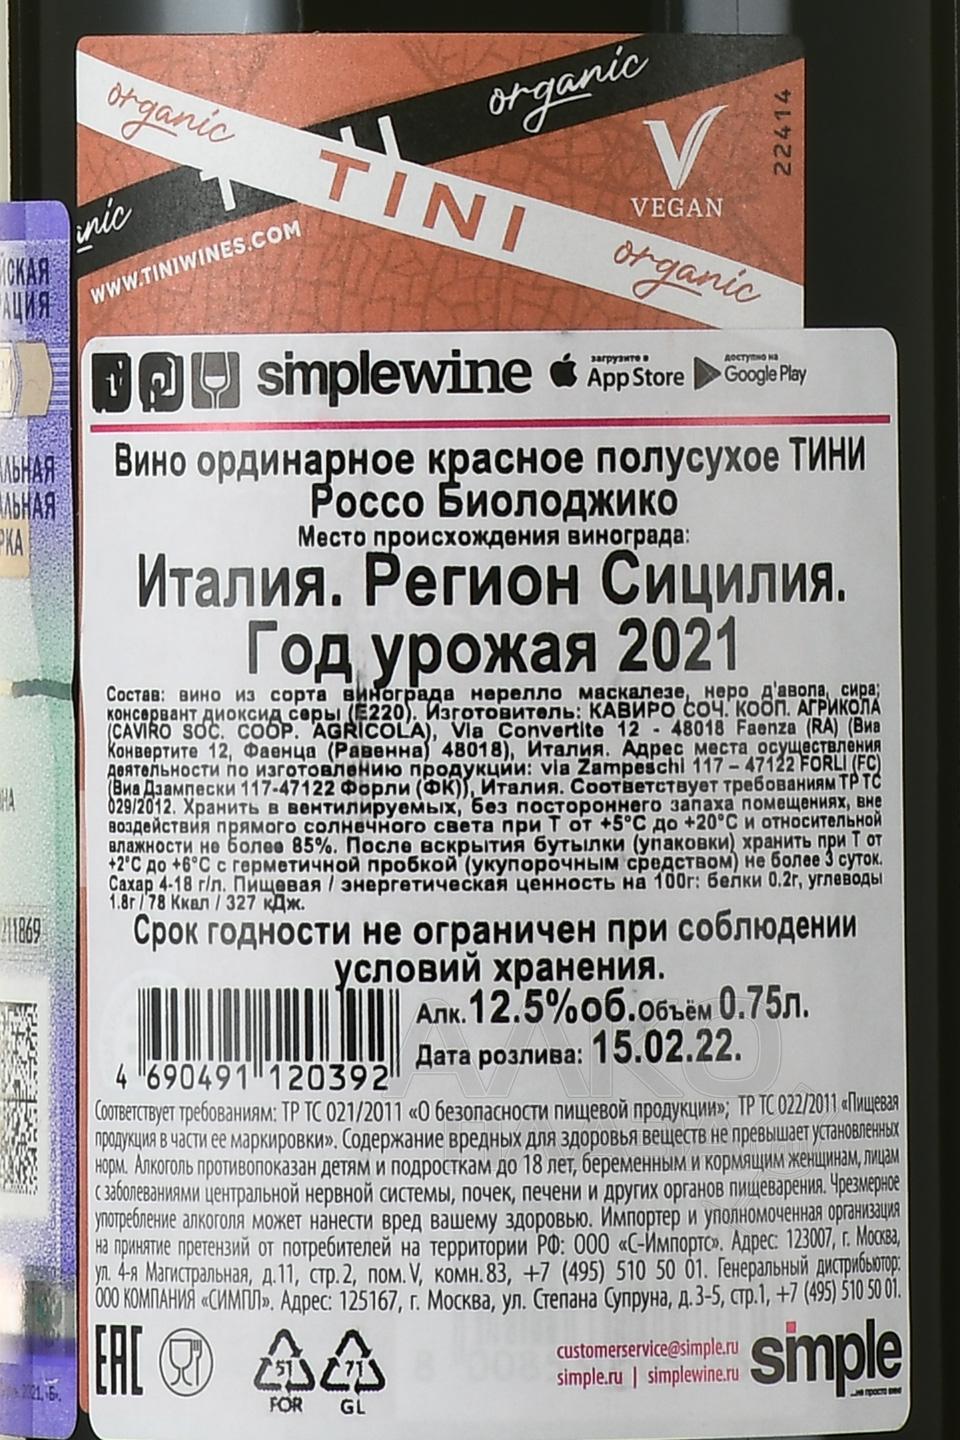 organic
organic
TINI
VEGAN
22414
nic
WWW.TINIWINES.COM
organic
ЙСКАЯ
РАЦИЯ
АЛЬНАЯ
АЛЬНАЯ
РКА
211869
simplewine
загрузите в
App Store
доступно на
Google Play
Вино ординарное красное полусухое ТИНИ
Россо Биолоджико
Место происхождения винограда:
Италия. Регион Сицилия.
Год урожая 2021
Состав: вино из сорта винограда нерелло маскалезе, неро д'авола, сира;
консервант диоксид серы (Е220). Изготовитель: КАВИРО СОЧ. КООП. АГРИКОЛА
(CAVIRO SOC. COOP. AGRICOLA), Via Convertite 12 - 48018 Faenza (RA) (Виа
Конвертите 12, Фаенца (Равенна) 48018), Италия. Адрес места осуществления
деятельности по изготовлению продукции: via Zampeschi 117 – 47122 FORLI (FC)
(Виа Дзампески 117-47122 Форли (ФК)), Италия. Соответствует требованиям ТР ТС
029/2012. Хранить в вентилируемых, без постороннего запаха помещениях, вне
воздействия прямого солнечного света при Т от +5°С до +20°С и относительной
влажности не более 85%. После вскрытия бутылки (упаковки) хранить при Т от
+2°С до +6°С с герметичной пробкой (укупорочным средством) не более 3 суток.
Сахар 4-18 г/л. Пищевая / энергетическая ценность на 100г: белки 0.2г, углеводы
1.8г / 78 Ккал / 327 кДж.
Срок годности не ограничен при соблюдении
условий хранения.
Алк. 12.5%об. Объём 0.75л.
Дата розлива: 15.02.22.
4 690491 120392
Соответствует требованиям: ТР ТС 021/2011 «О безопасности пищевой продукции»; ТР ТС 022/2011 «Пищевая
продукция в части ее маркировки». Содержание вредных для здоровья веществ не превышает установленных
норм. Алкоголь противопоказан детям и подросткам до 18 лет, беременным и кормящим женщинам, лицам
с заболеваниями центральной нервной системы, почек, печени и других органов пищеварения. Чрезмерное
употребление алкоголя может нанести вред вашему здоровью. Импортер и уполномоченная организация
на принятие претензий от потребителей на территории РФ: ООО «С-Импортс». Адрес: 123007, г. Москва,
ул. 4-я Магистральная, д.11, стр. 2, пом. V, комн. 83, +7 (495) 510 50 01. Генеральный дистрибьютор:
ООО КОМПАНИЯ «СИМПЛ». Адрес: 125167, г. Москва, ул. Степана Супруна, д. 3-5, стр.1, +7 (495) 510 50 01.
EAC
51
FOR
71
GL
customerservice@simple.ru
simple.ru | simplewine.ru
simple
...не просто вино